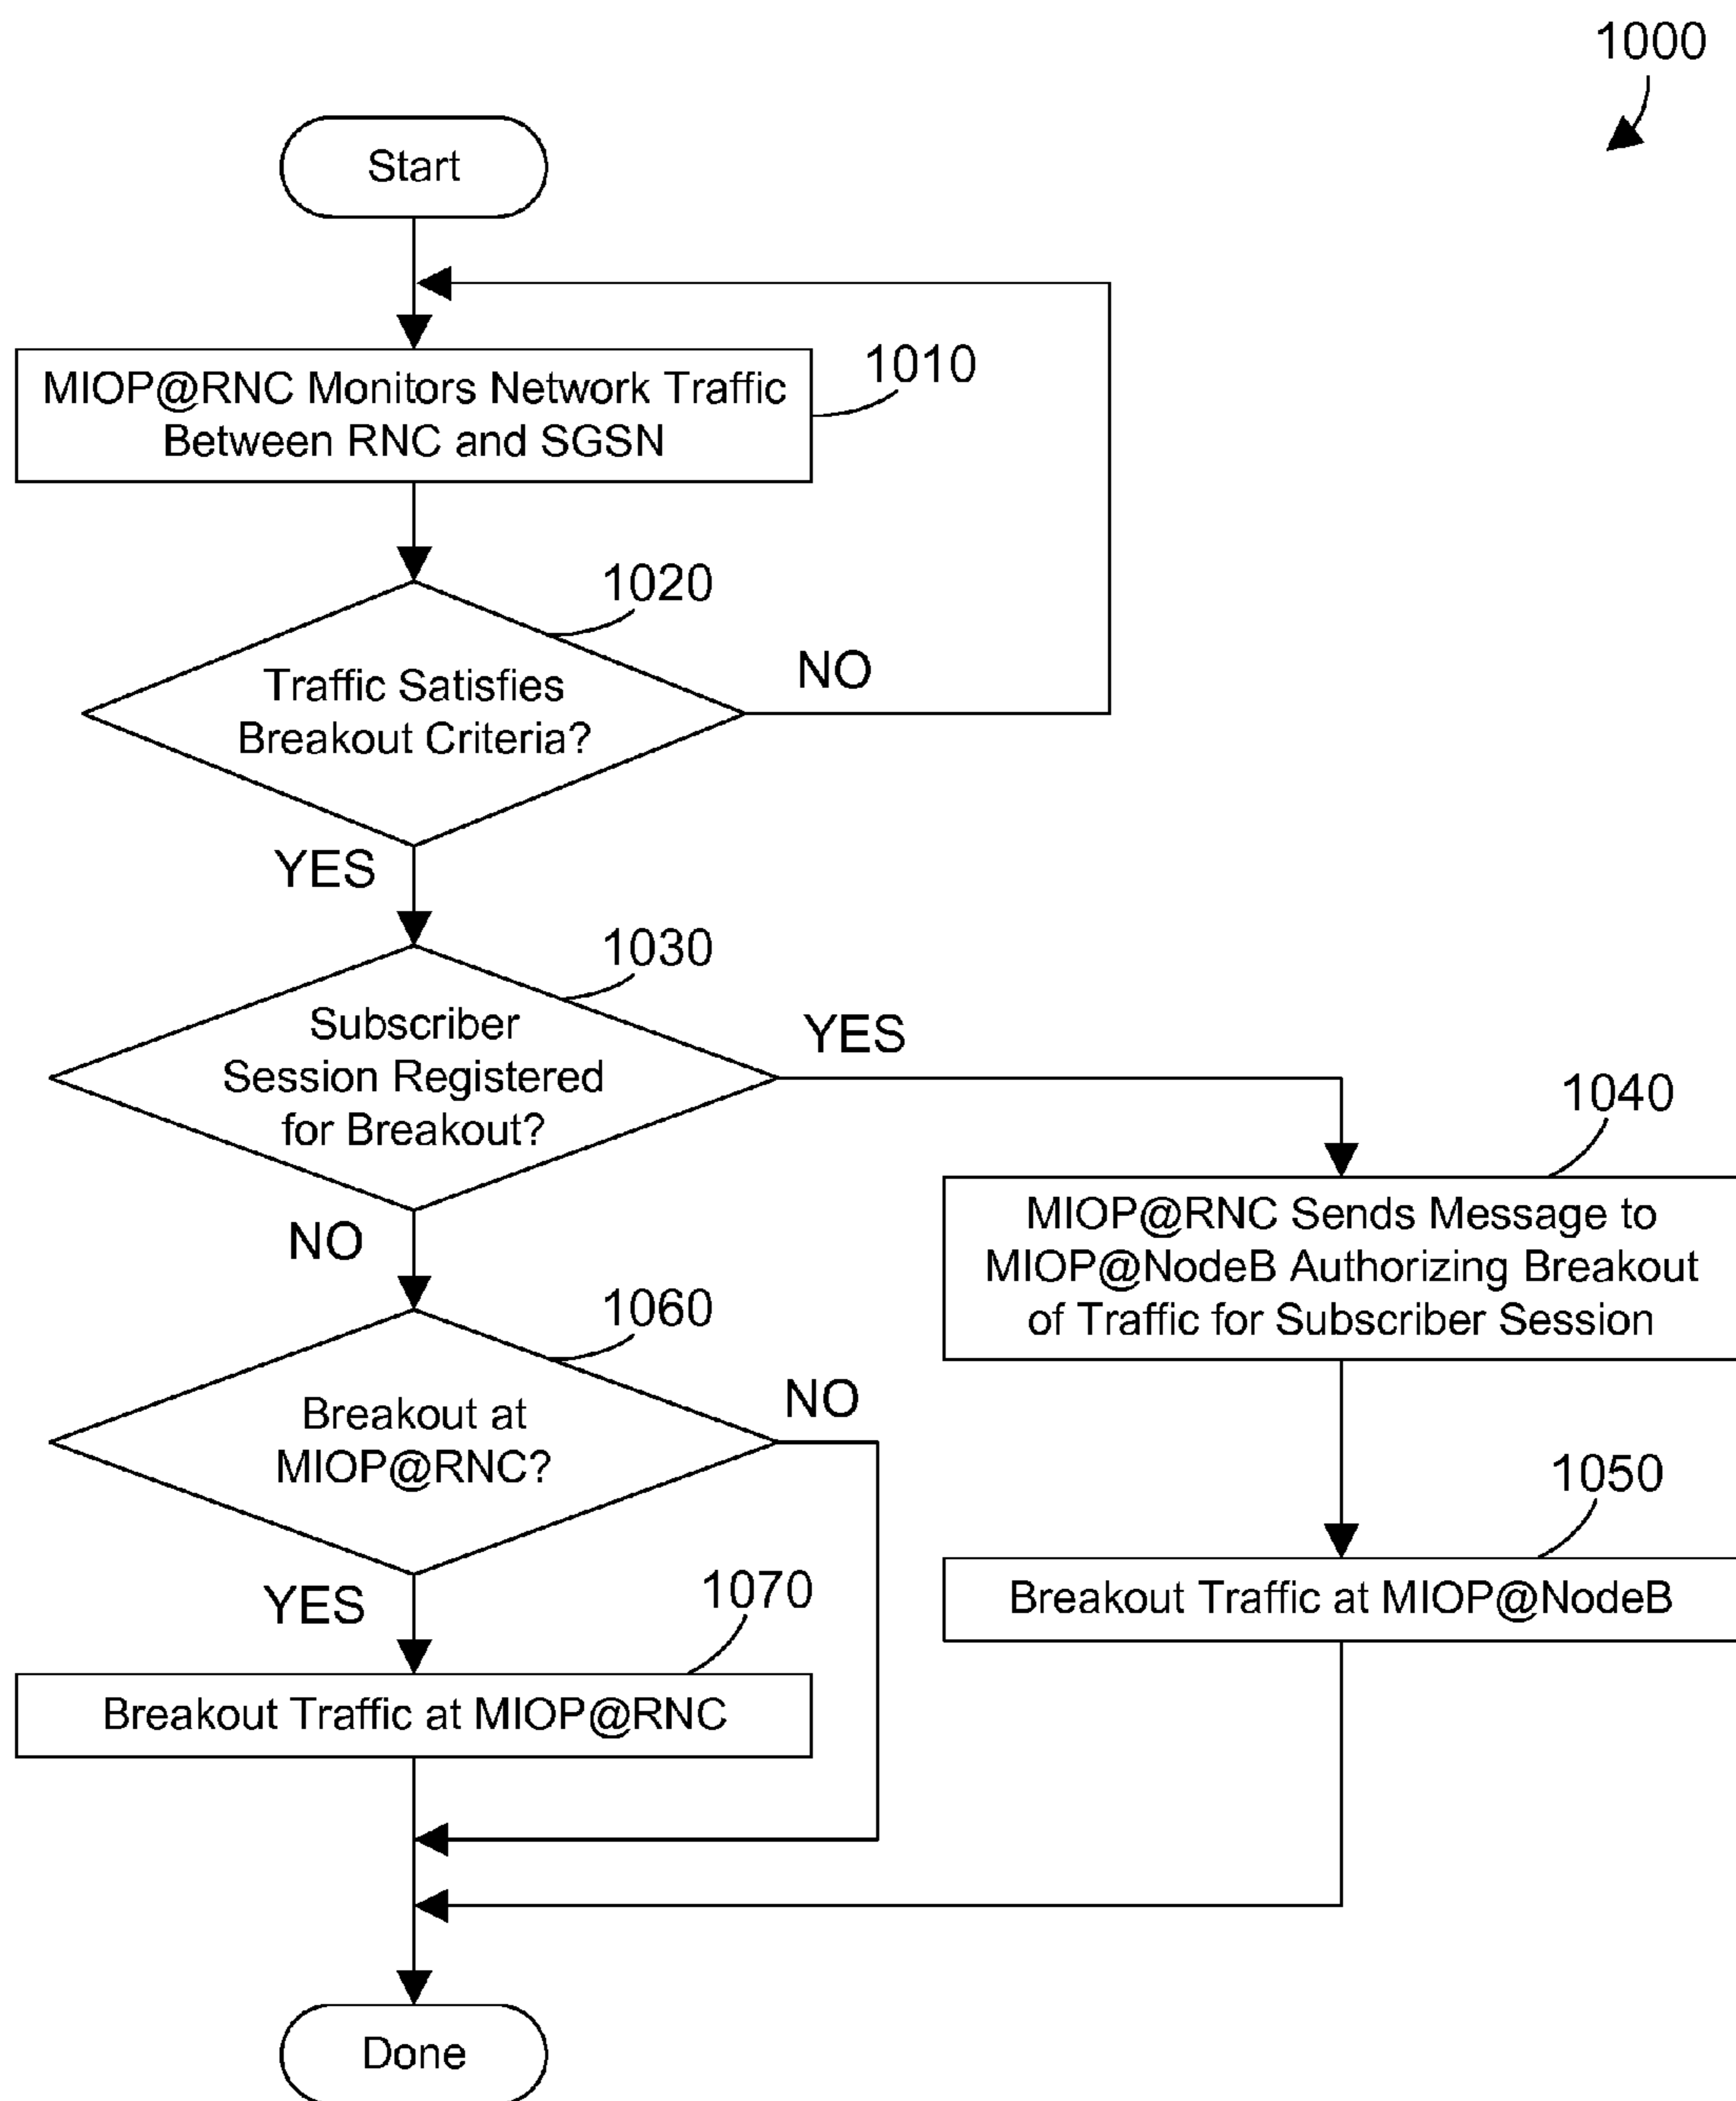 1000
Start
MIOP@RNC Monitors Network Traffic
Between RNC and SGSN
1010
1020
Traffic Satisfies
Breakout Criteria?
NO
YES
1030
Subscriber
Session Registered
for Breakout?
YES
NO
1040
MIOP@RNC Sends Message to
MIOP@NodeB Authorizing Breakout
of Traffic for Subscriber Session
1060
Breakout at
MIOP@RNC?
NO
YES
1050
Breakout Traffic at MIOP@NodeB
1070
Breakout Traffic at MIOP@RNC
Done